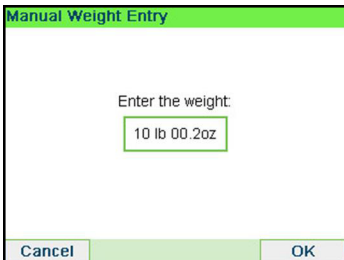 Manual Weight Entry
Enter the weight:
10 lb 00.2oz
Cancel OK